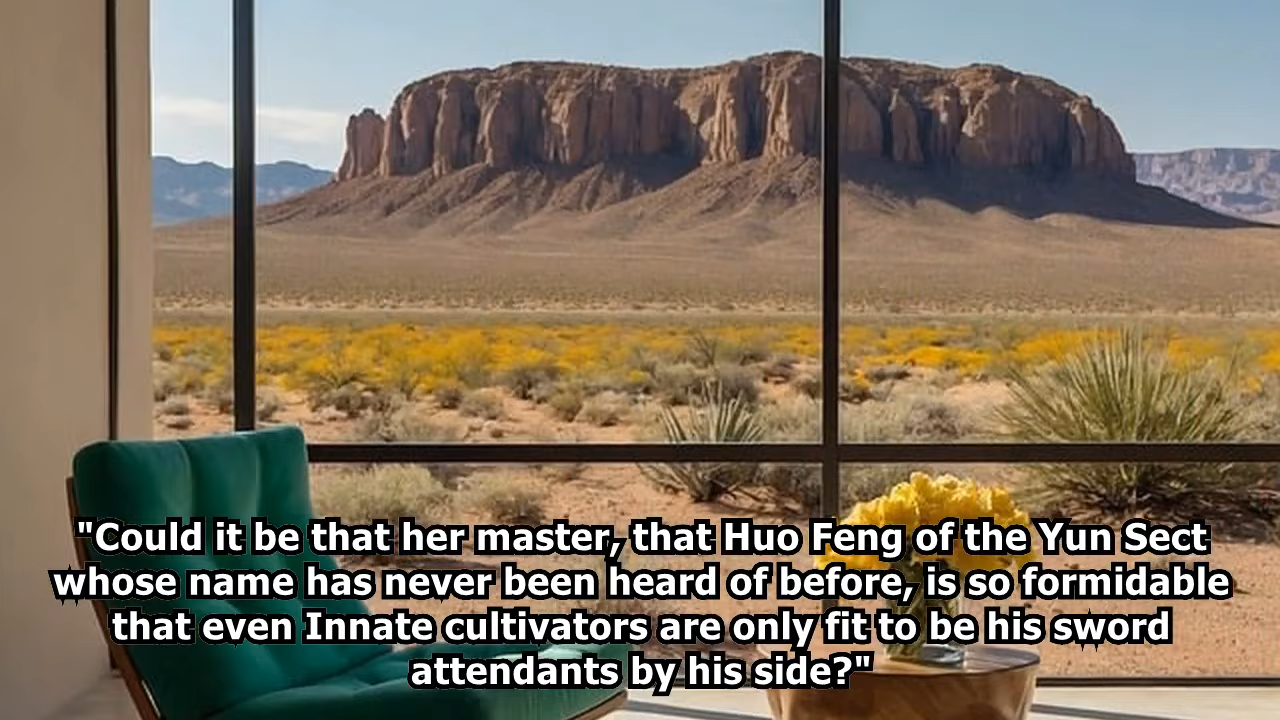 "Could it be that her master, that Huo Feng of the Yun Sect
whose name has never been heard of before, is so formidable
that even Innate cultivators are only fit to be his sword
attendants by his side?"